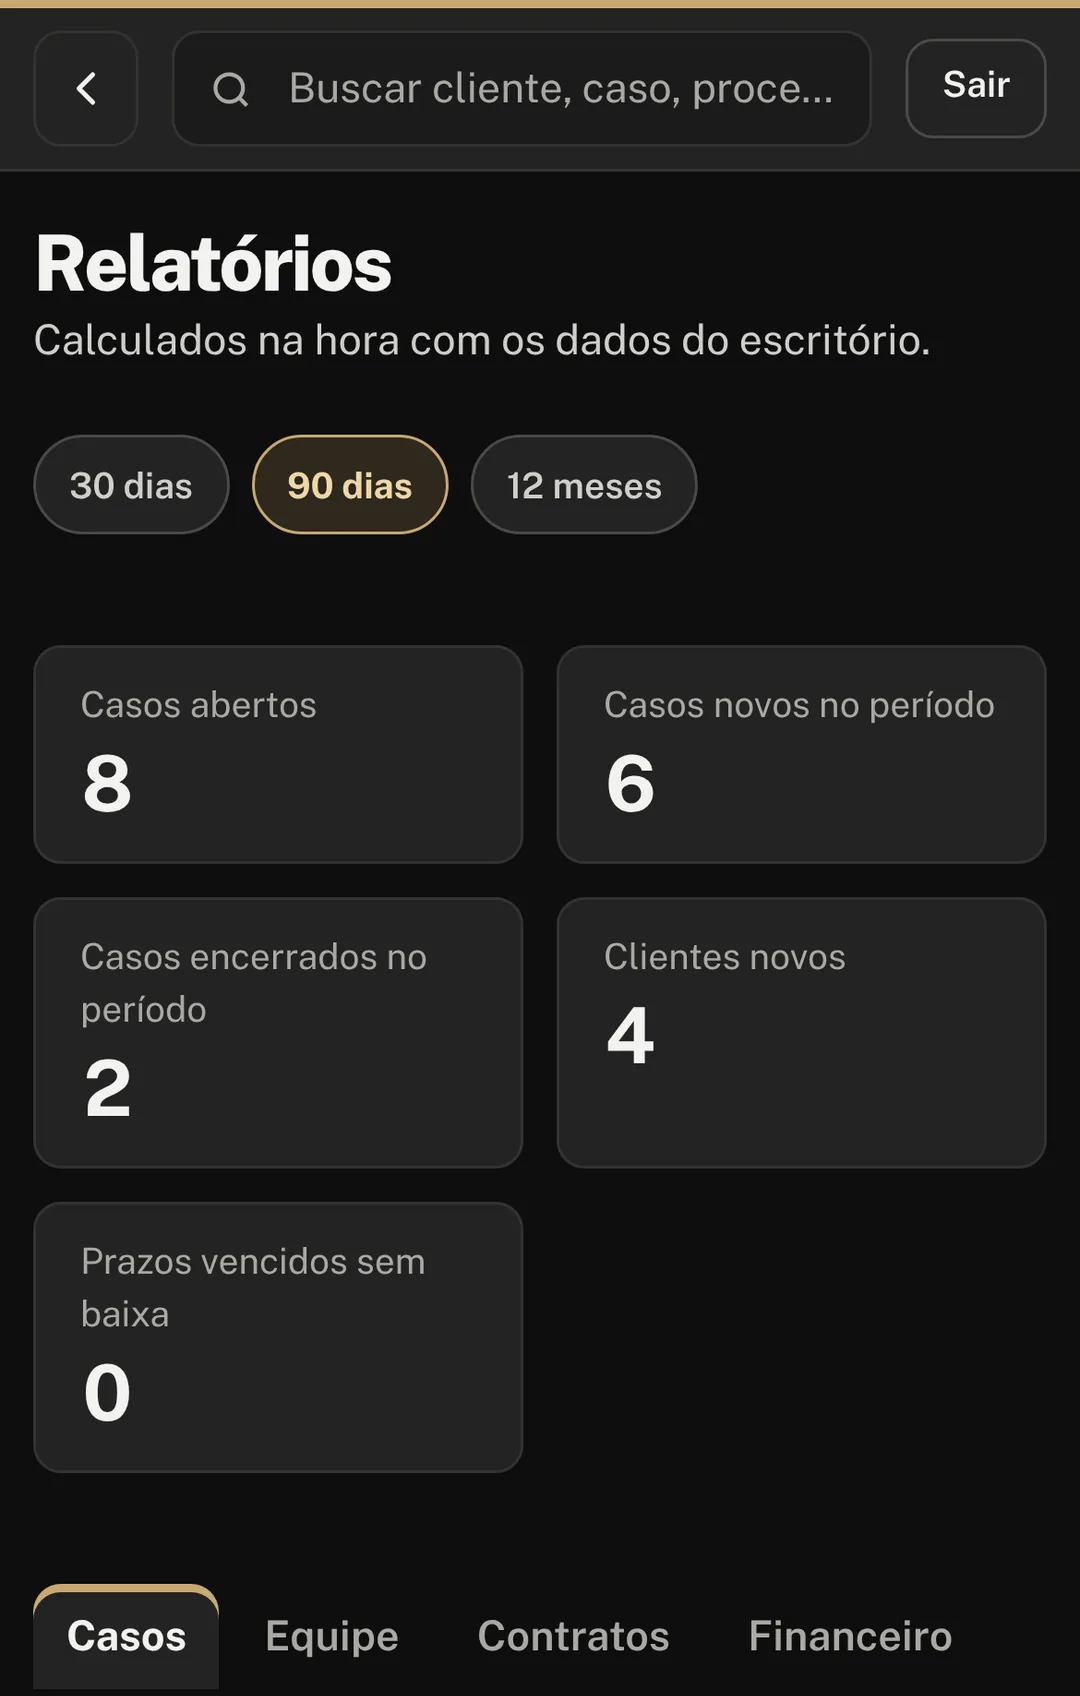 Buscar cliente, caso, proce...
Sair
Relatórios
Calculados na hora com os dados do escritório.
30 dias
90 dias
12 meses
Casos abertos
8
Casos novos no período
6
Casos encerrados no
período
2
Clientes novos
4
Prazos vencidos sem
baixa
0
Casos
Equipe
Contratos
Financeiro